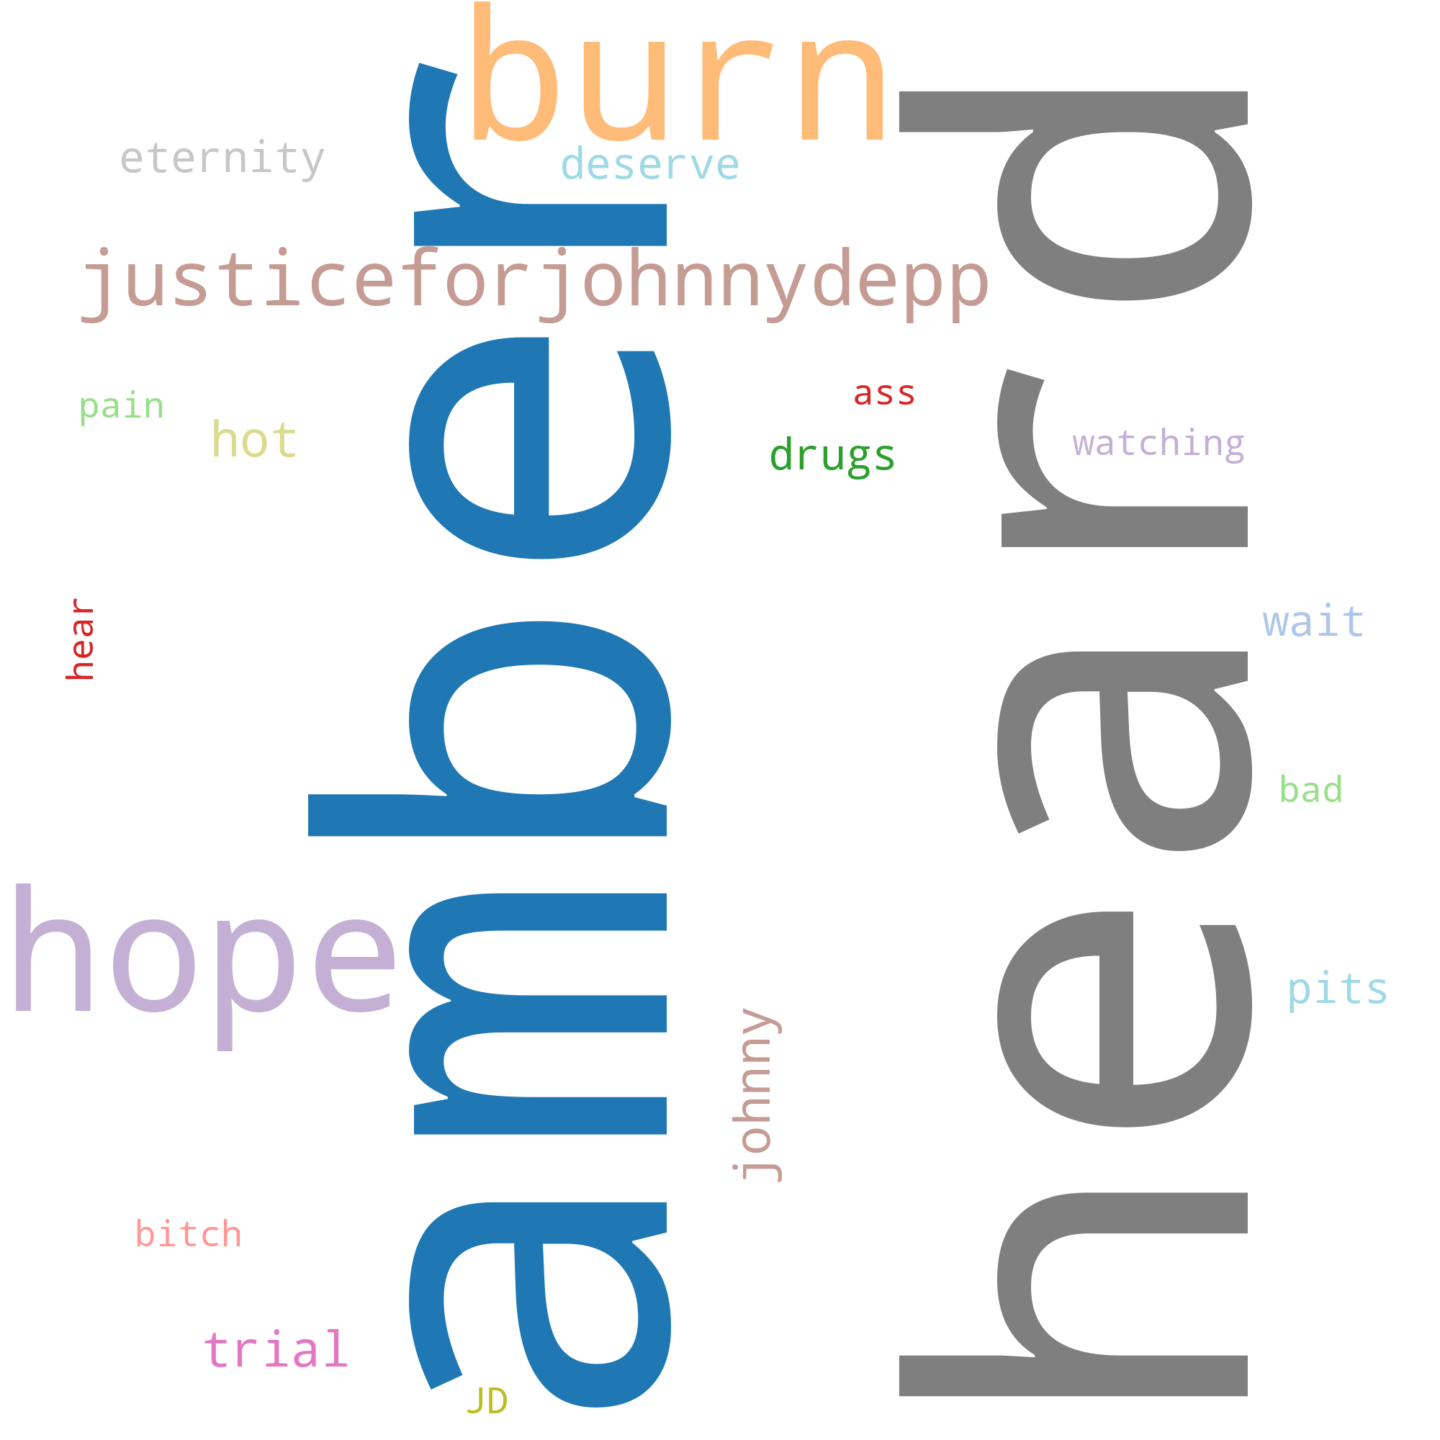 burn
eternity
deserve
justiceforjohnnydepp
pain
hot
ass
drugs
watching
hear
amber
heard
wait
bad
hope
pits
johnny
bitch
trial
JD